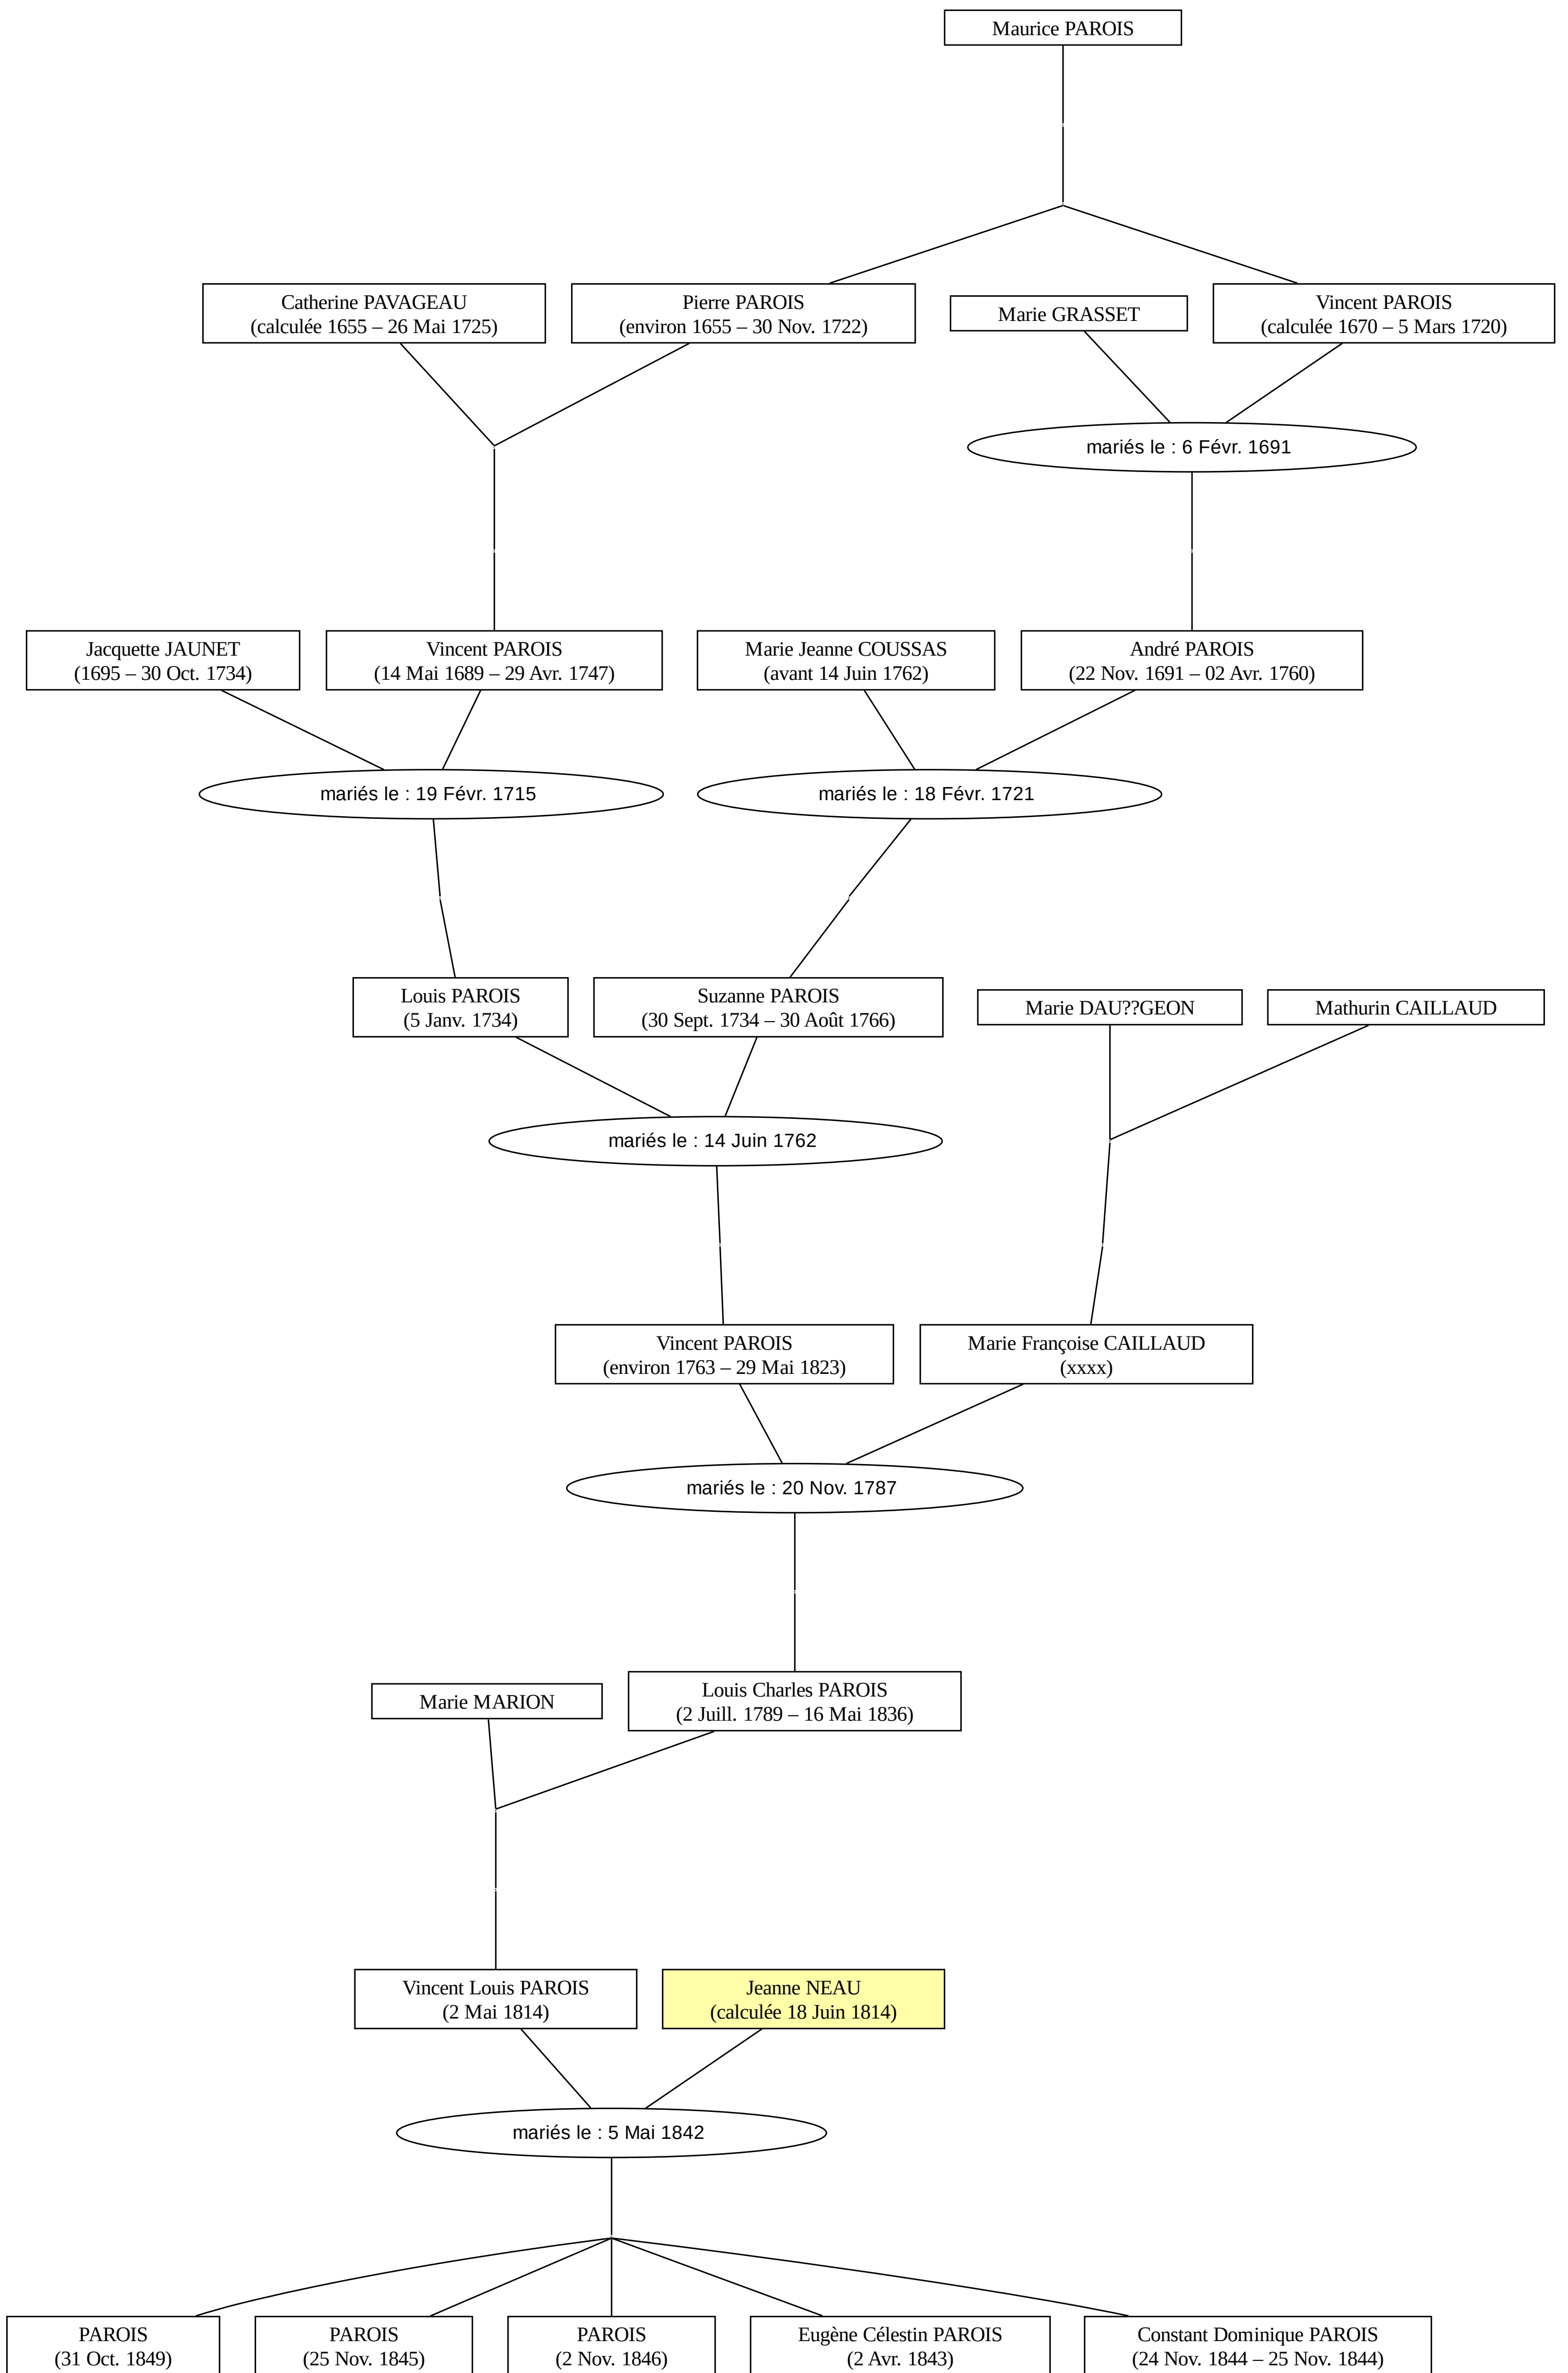 Maurice PAROIS
Catherine PAVAGEAU
(calculée 1655 – 26 Mai 1725)
Pierre PAROIS
(environ 1655 – 30 Nov. 1722)
Marie GRASSET
Vincent PAROIS
(calculée 1670 – 5 Mars 1720)
mariés le : 6 Févr. 1691
Jacquette JAUNET
(1695 – 30 Oct. 1734)
Vincent PAROIS
(14 Mai 1689 – 29 Avr. 1747)
Marie Jeanne COUSSAS
(avant 14 Juin 1762)
André PAROIS
(22 Nov. 1691 – 02 Avr. 1760)
mariés le : 19 Févr. 1715
mariés le : 18 Févr. 1721
Louis PAROIS
(5 Janv. 1734)
Suzanne PAROIS
(30 Sept. 1734 – 30 Août 1766)
Marie DAU??GEON
Mathurin CAILLAUD
mariés le : 14 Juin 1762
Vincent PAROIS
(environ 1763 – 29 Mai 1823)
Marie Françoise CAILLAUD
(xxxx)
mariés le : 20 Nov. 1787
Marie MARION
Louis Charles PAROIS
(2 Juill. 1789 – 16 Mai 1836)
Vincent Louis PAROIS
(2 Mai 1814)
Jeanne NEAU
(calculée 18 Juin 1814)
mariés le : 5 Mai 1842
PAROIS
(31 Oct. 1849)
PAROIS
(25 Nov. 1845)
PAROIS
(2 Nov. 1846)
Eugène Célestin PAROIS
(2 Avr. 1843)
Constant Dominique PAROIS
(24 Nov. 1844 – 25 Nov. 1844)